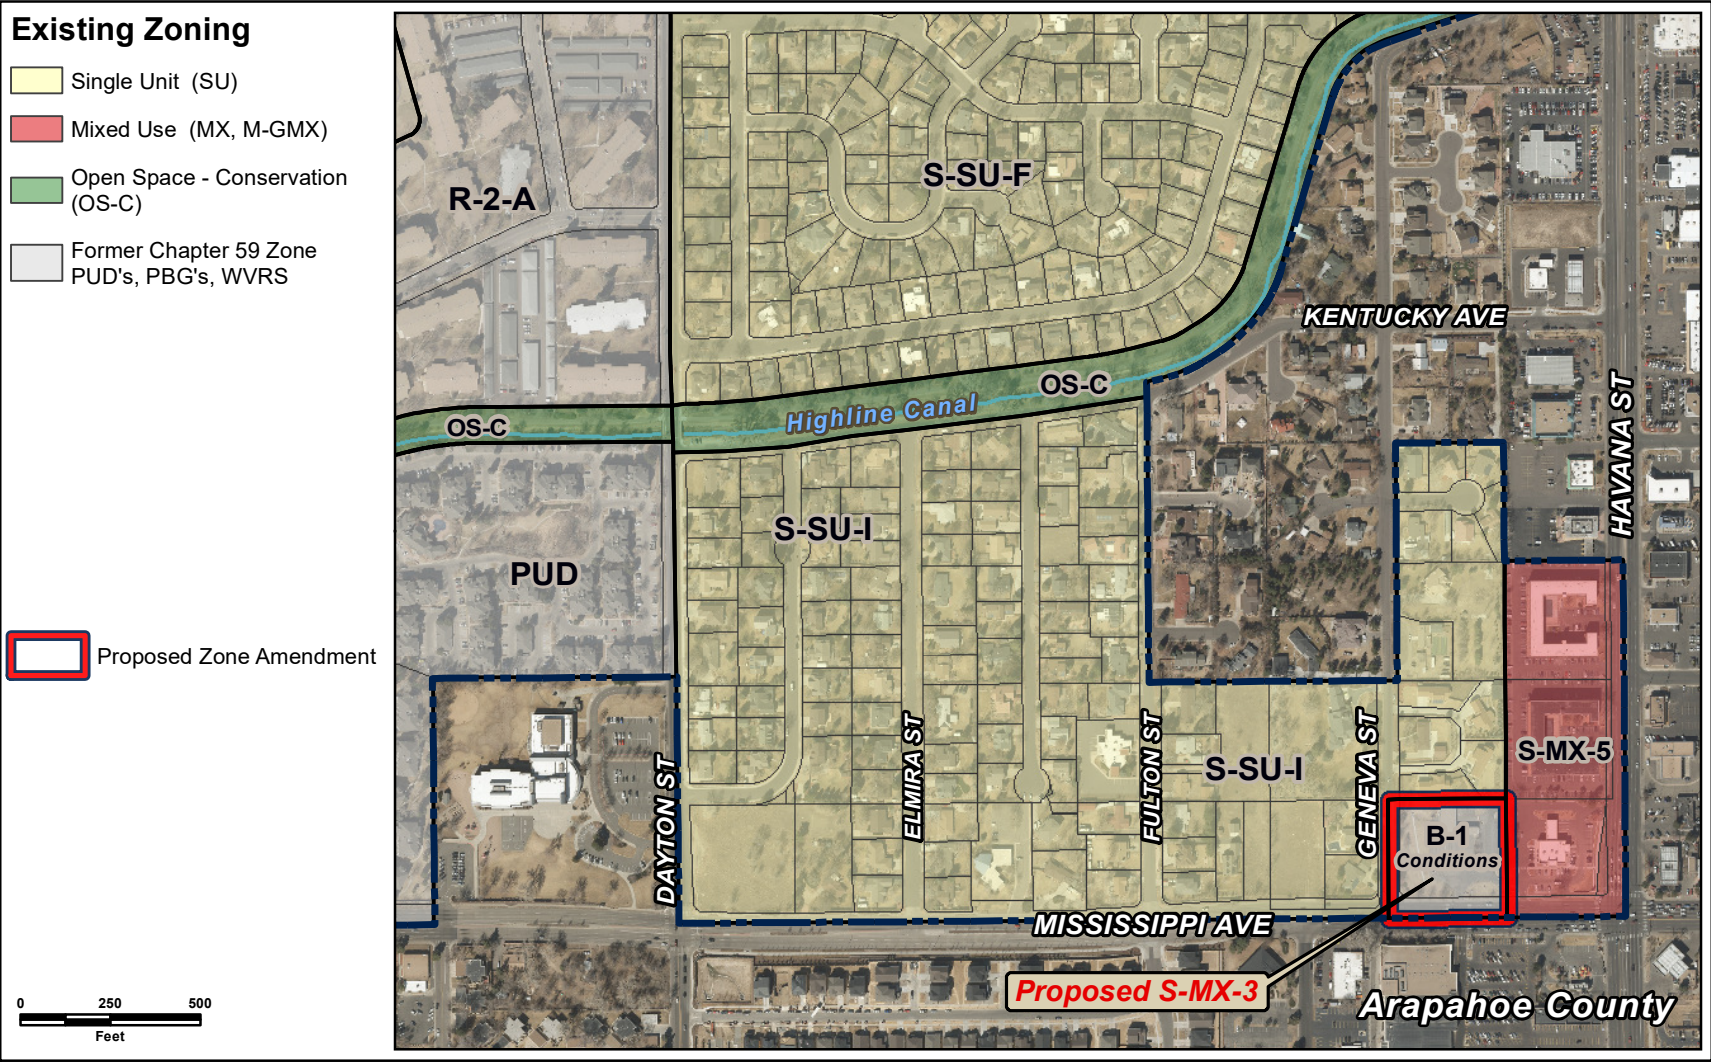 Existing Zoning
Single Unit  (SU)
Mixed Use  (MX, M-GMX)
Open Space - Conservation
(OS-C)
Former Chapter 59 Zone
PUD's, PBG's, WVRS
Proposed Zone Amendment
0 250 500
Feet
R-2-A
S-SU-F
KENTUCKY AVE
OS-C
Highline Canal
OS-C
HAVANA ST
S-SU-I
PUD
ELMIRA ST
FULTON ST
GENEVA ST
DAYTON ST
S-SU-I
S-MX-5
B-1
Conditions
MISSISSIPPI AVE
Proposed S-MX-3
Arapahoe County